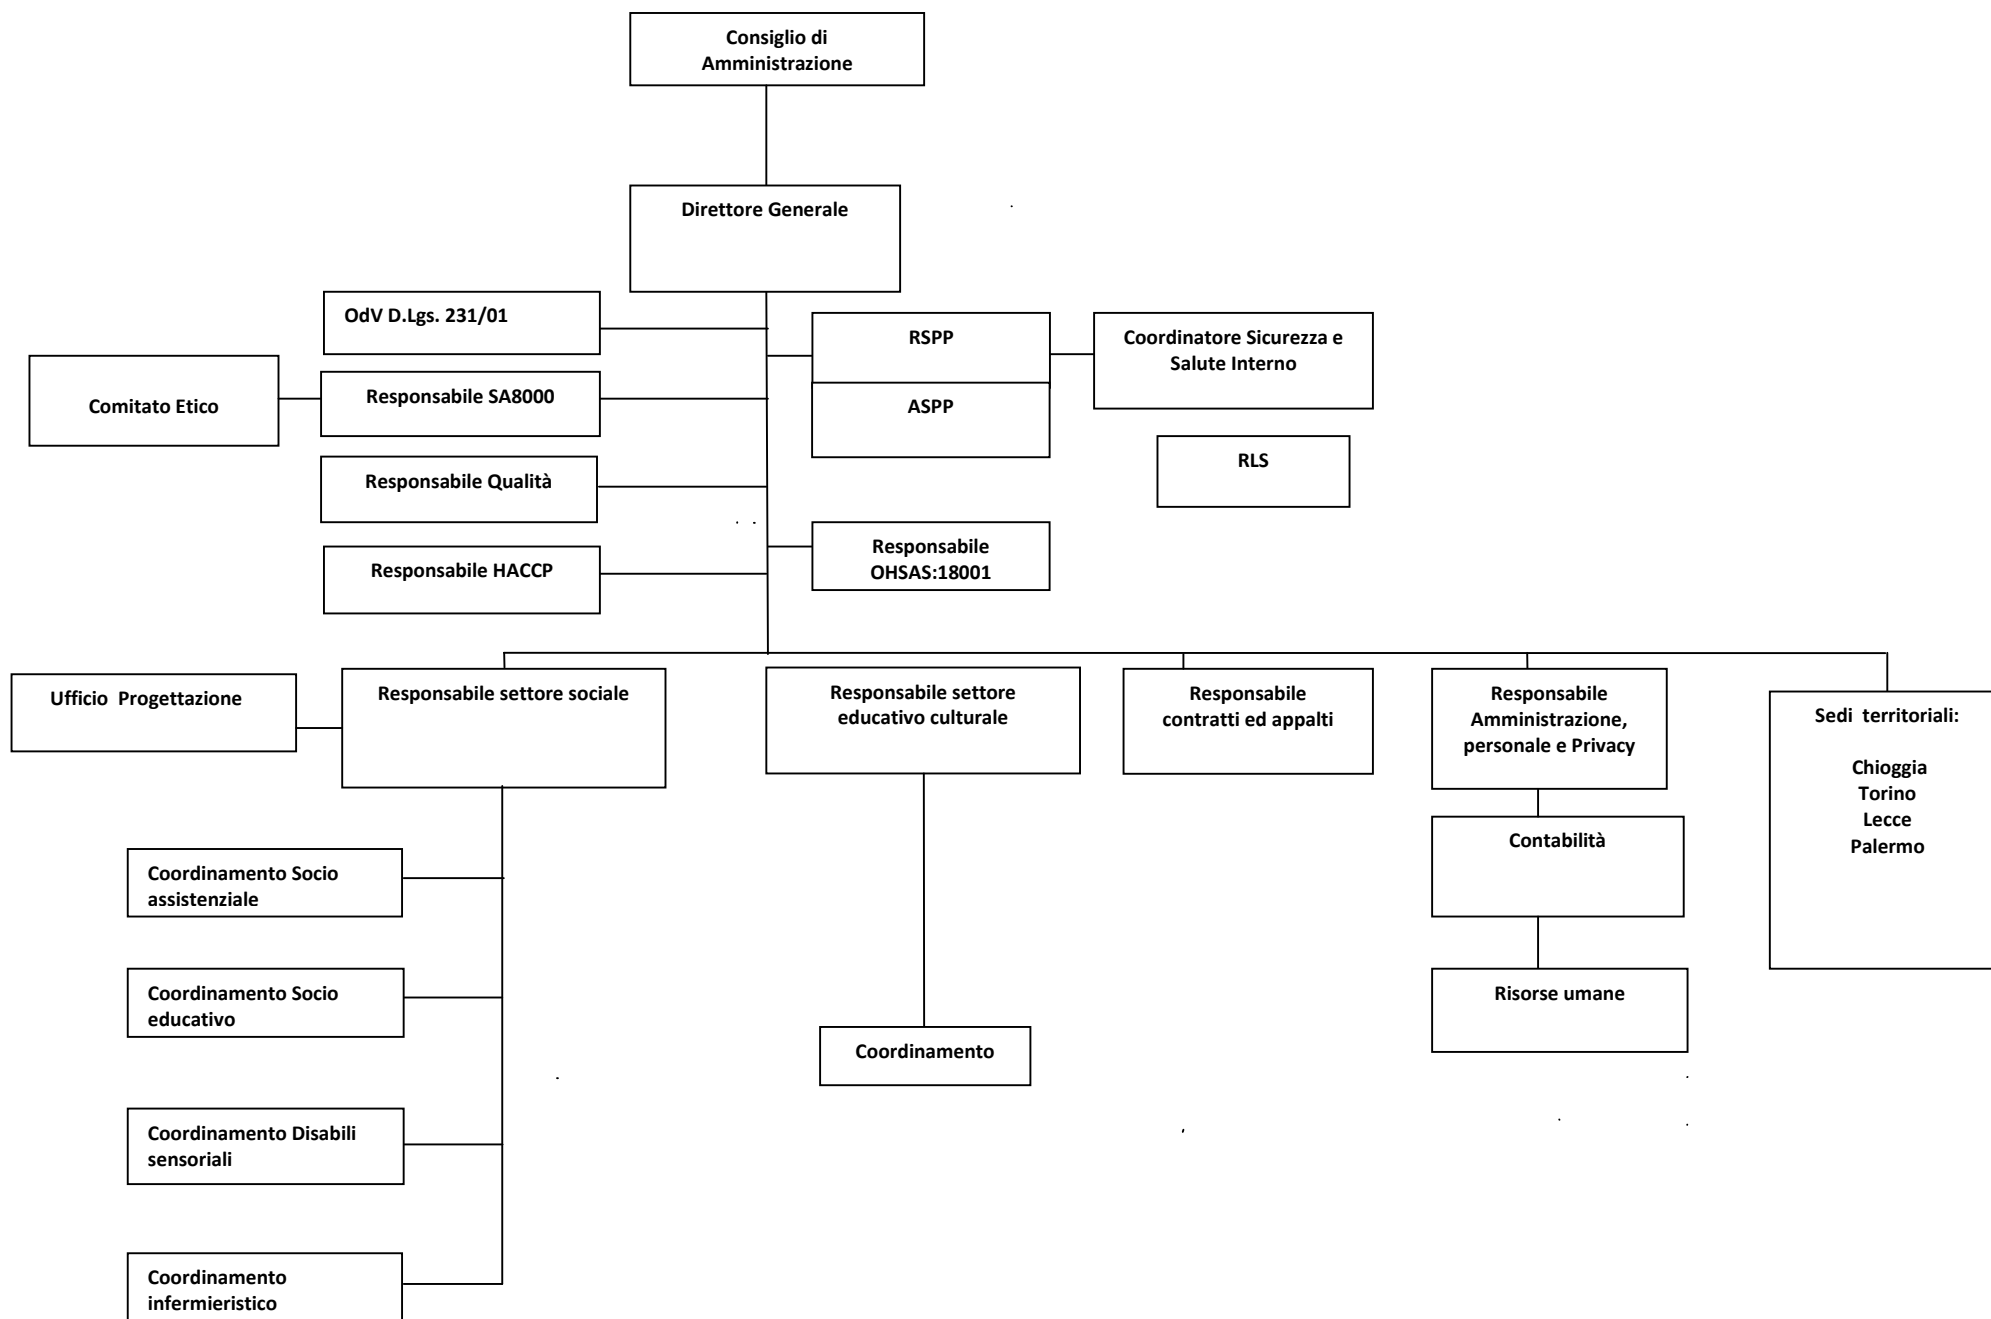 Consiglio di
Amministrazione
Direttore Generale
OdV D.Lgs. 231/01
RSPP
Coordinatore Sicurezza e
Salute Interno
Comitato Etico
Responsabile SA8000
ASPP
RLS
Responsabile Qualità
Responsabile
OHSAS:18001
Responsabile HACCP
Ufficio Progettazione
Responsabile settore sociale
Responsabile settore
educativo culturale
Responsabile
contratti ed appalti
Responsabile
Amministrazione,
personale e Privacy
Sedi territoriali:
Chioggia
Torino
Lecce
Palermo
Contabilità
Coordinamento Socio
assistenziale
Coordinamento Socio
educativo
Risorse umane
Coordinamento
Coordinamento Disabili
sensoriali
Coordinamento
infermieristico